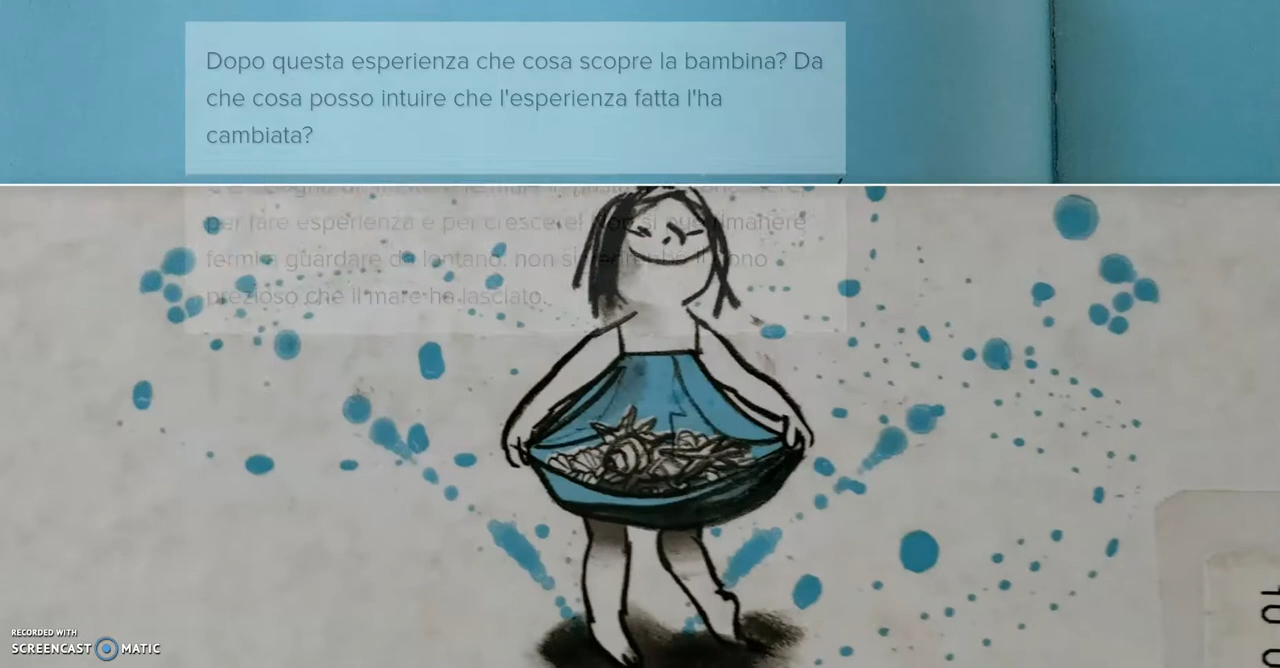 Dopo questa esperienza che cosa scopre la bambina? Da
che cosa posso intuire che l'esperienza fatta l'ha
cambiata?
per fare esperienza e per crescere! Non si può rimanere
fermi a guardare da lontano: non si
dono
prezioso che il mare ha lasciato.
RECORDED WITH
SCREENCAST MATIC